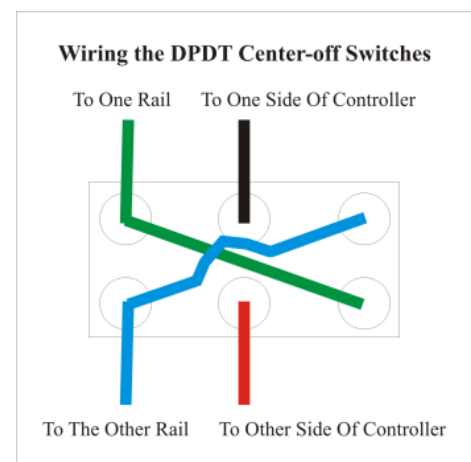 Wiring the DPDT Center-off Switches
To One Rail
To One Side Of Controller
To The Other Rail
To Other Side Of Controller